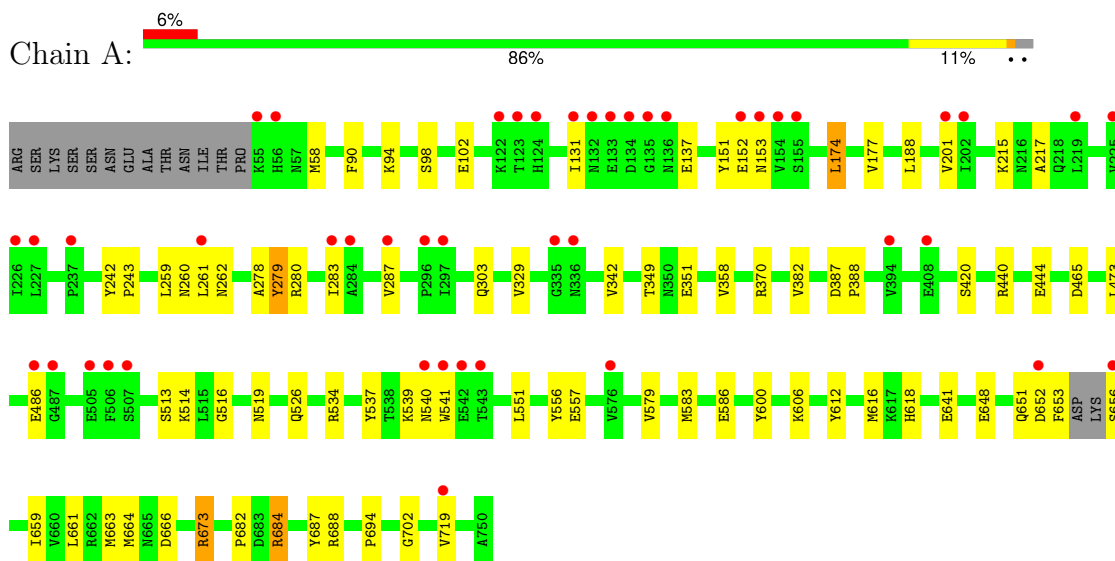 6%
Chain A:
86% 11% • •
ARG SER LYS SER SER ASN GLU ALA THR ASN ILE THR PRO K55 H56 N57 M58 F90 K94 S98 E102 K122 T123 H124 I131 N132 E133 D134 G135 N136 E137 Y151 E152 N153 V154 S155 L174 V177 L188 V201 I202 K215 N216 A217 Q218 L219
I226 L227 P237 Y242 P243 L259 N260 L261 N262 A278 Y279 R280 I283 A284 V287 P296 I297 Q303 V329 G335 N336 V342 T349 N350 E351 V358 R370 V382 D387 P388 V394 E408 S420 R440 E444 D465
E486 G487 E505 F506 S507 S513 K514 L515 G516 N519 Q526 R534 Y537 T538 K539 N540 W541 E542 T543 L551 Y556 E557 V576 V579 M583 E586 Y600 K606 Y612 M616 K617 H618 E641 E648 Q651 D652 F653 ASP LYS S656
I659 V660 L661 R662 M663 M664 N665 D666 R673 P682 D683 R684 Y687 R688 P694 G702 V719 A750